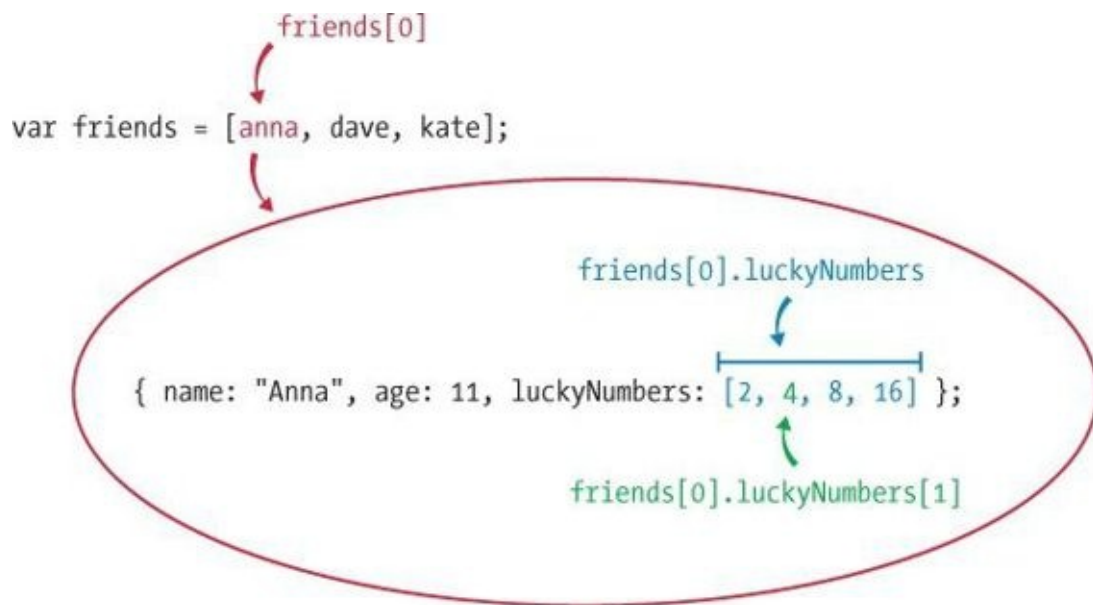 friends[0]
var friends = [anna, dave, kate];
friends[0].luckyNumbers
{ name: "Anna", age: 11, luckyNumbers: [2, 4, 8, 16] };
friends[0].luckyNumbers[1]